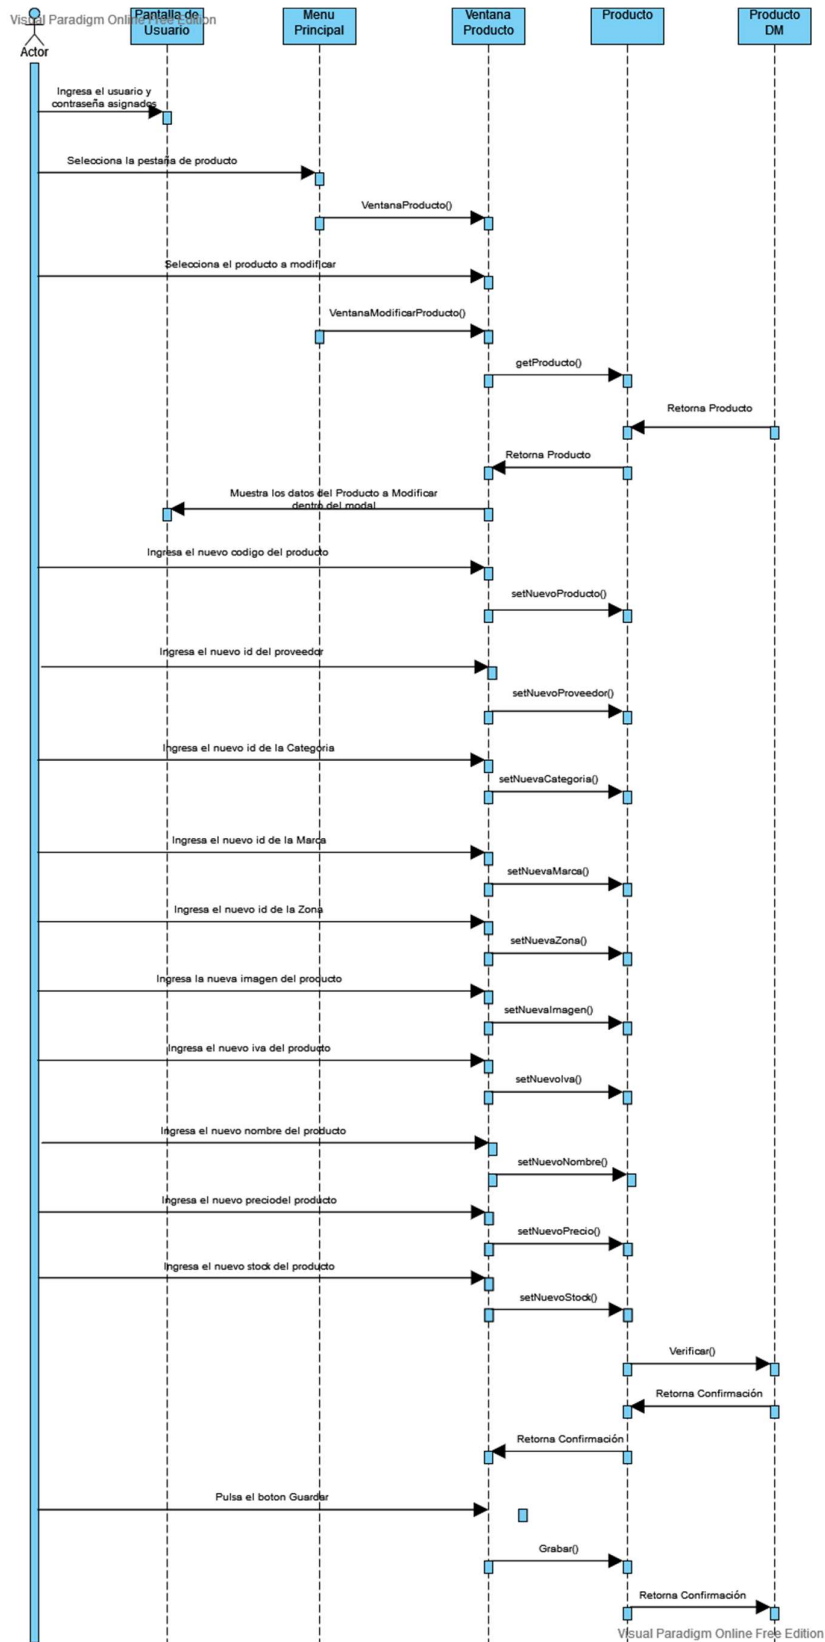 Visual Paradigm Online Free Edition
Pantalla de
Usuario
Menu
Principal
Ventana
Producto
Producto
Producto
DM
Actor
Ingresa el usuario y
contraseña asignados
Selecciona la pestaña de producto
VentanaProducto()
Selecciona el producto a modificar
VentanaModificarProducto()
getProducto()
Retorna Producto
Retorna Producto
Muestra los datos del Producto a Modificar
dentro del modal
Ingresa el nuevo codigo del producto
setNuevoProducto()
Ingresa el nuevo id del proveedor
setNuevoProveedor()
Ingresa el nuevo id de la Categoria
setNuevaCategoria()
Ingresa el nuevo id de la Marca
setNuevaMarca()
Ingresa el nuevo id de la Zona
setNuevaZona()
Ingresa la nueva imagen del producto
setNuevaImagen()
Ingresa el nuevo iva del producto
setNuevoIva()
Ingresa el nuevo nombre del producto
setNuevoNombre()
Ingresa el nuevo preciodel producto
setNuevoPrecio()
Ingresa el nuevo stock del producto
setNuevoStock()
Verificar()
Retorna Confirmación
Retorna Confirmación
Pulsa el boton Guardar
Grabar()
Retorna Confirmación
Visual Paradigm Online Free Edition